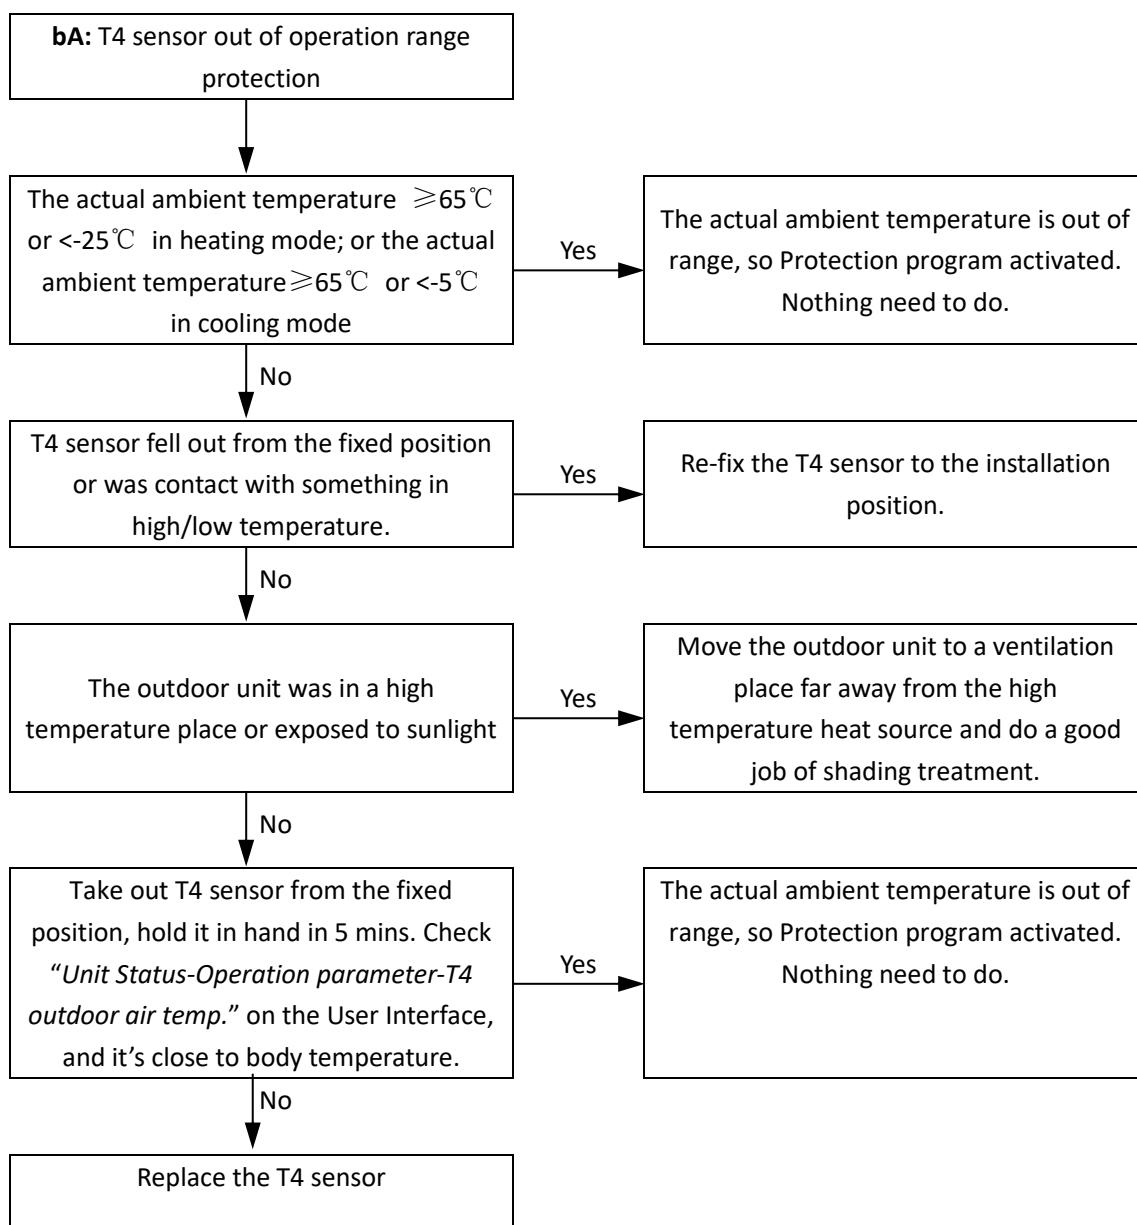 bA: T4 sensor out of operation range
protection
The actual ambient temperature ≥65℃
or <-25℃ in heating mode; or the actual
ambient temperature≥65℃ or <-5℃
in cooling mode
Yes
The actual ambient temperature is out of
range, so Protection program activated.
Nothing need to do.
No
T4 sensor fell out from the fixed position
or was contact with something in
high/low temperature.
Yes
Re-fix the T4 sensor to the installation
position.
No
The outdoor unit was in a high
temperature place or exposed to sunlight
Yes
Move the outdoor unit to a ventilation
place far away from the high
temperature heat source and do a good
job of shading treatment.
No
Take out T4 sensor from the fixed
position, hold it in hand in 5 mins. Check
“Unit Status-Operation parameter-T4
outdoor air temp.” on the User Interface,
and it’s close to body temperature.
Yes
The actual ambient temperature is out of
range, so Protection program activated.
Nothing need to do.
No
Replace the T4 sensor